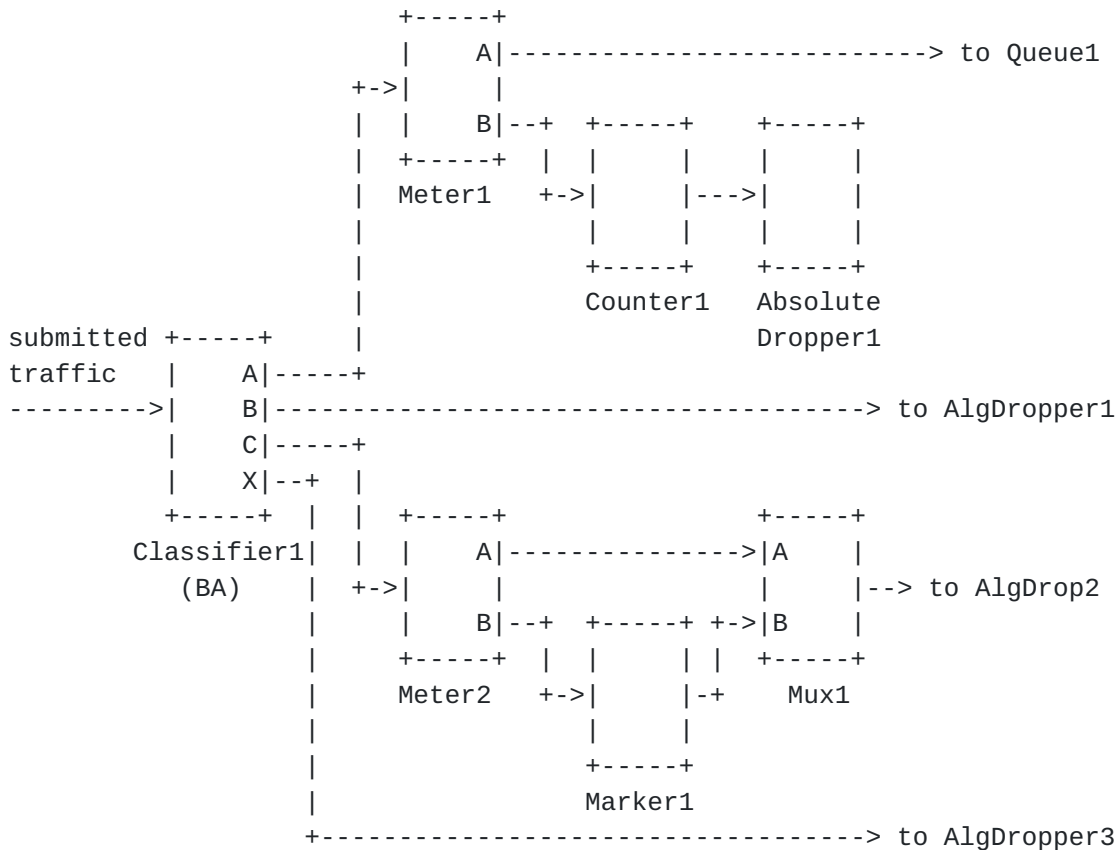 A to Queue1
B
Meter1
Counter1 Absolute
submitted Dropper1
traffic A
B to AlgDropper1
C
X
Classifier1 A A
(BA) to AlgDrop2
B B
Meter2 Mux1
Marker1
to AlgDropper3